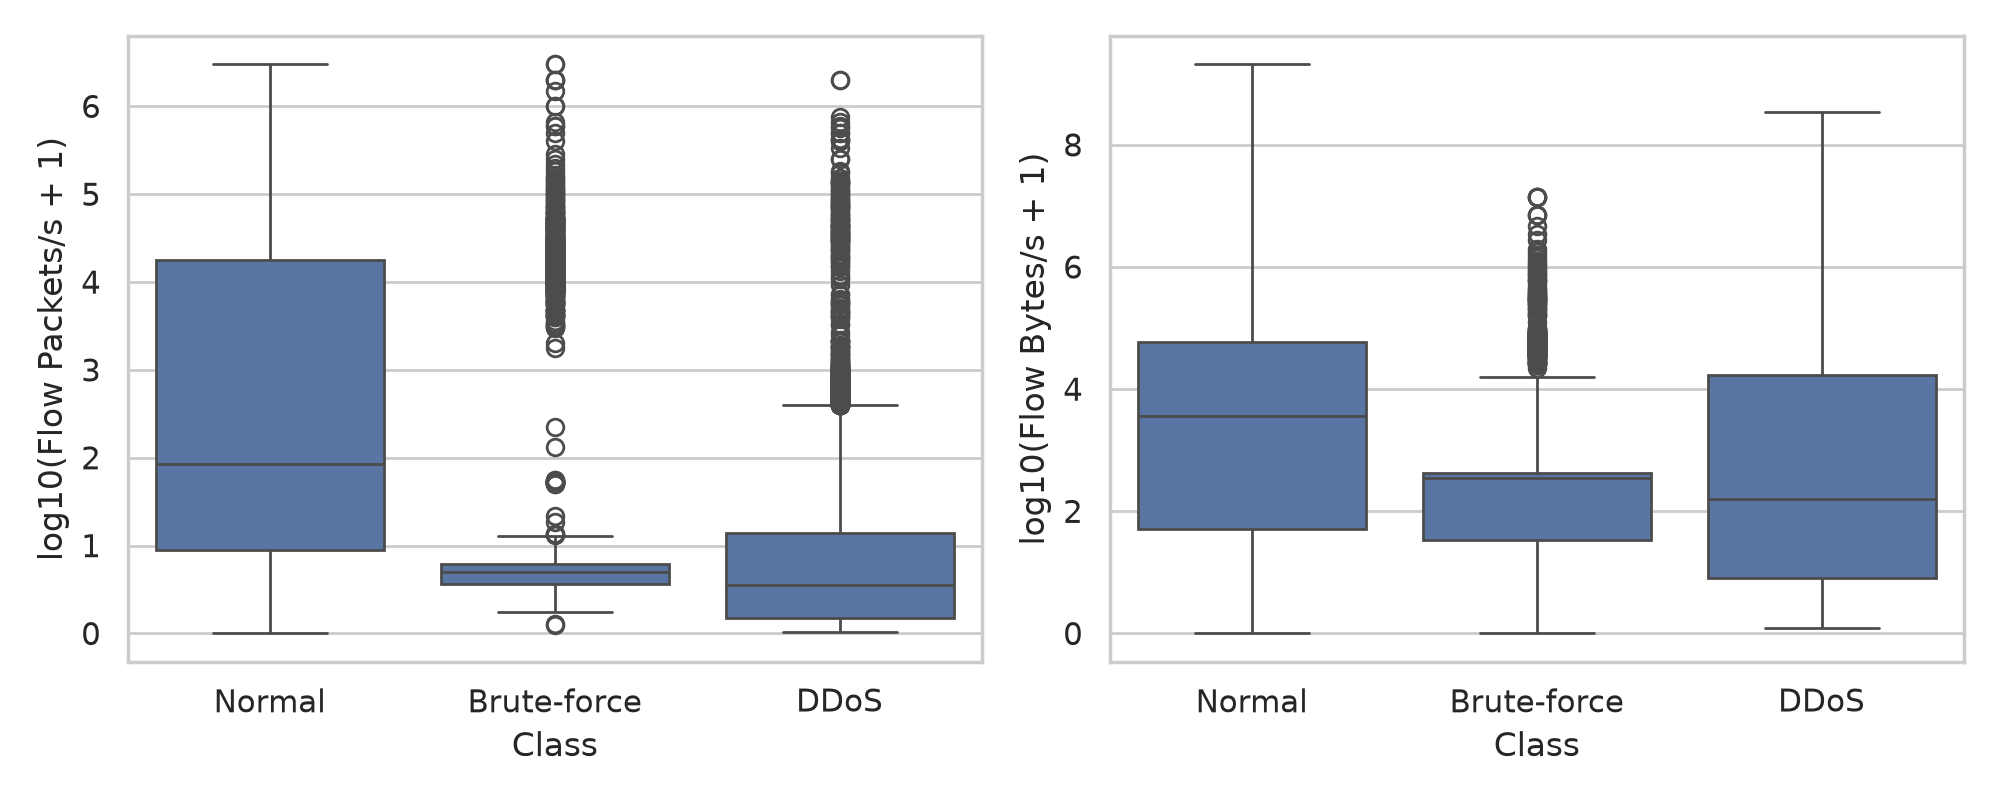 log10(Flow Packets/s + 1)
6
5
4
3
2
1
0
Normal
Brute-force
DDoS
Class
log10(Flow Bytes/s + 1)
8
6
4
2
0
Normal
Brute-force
DDoS
Class